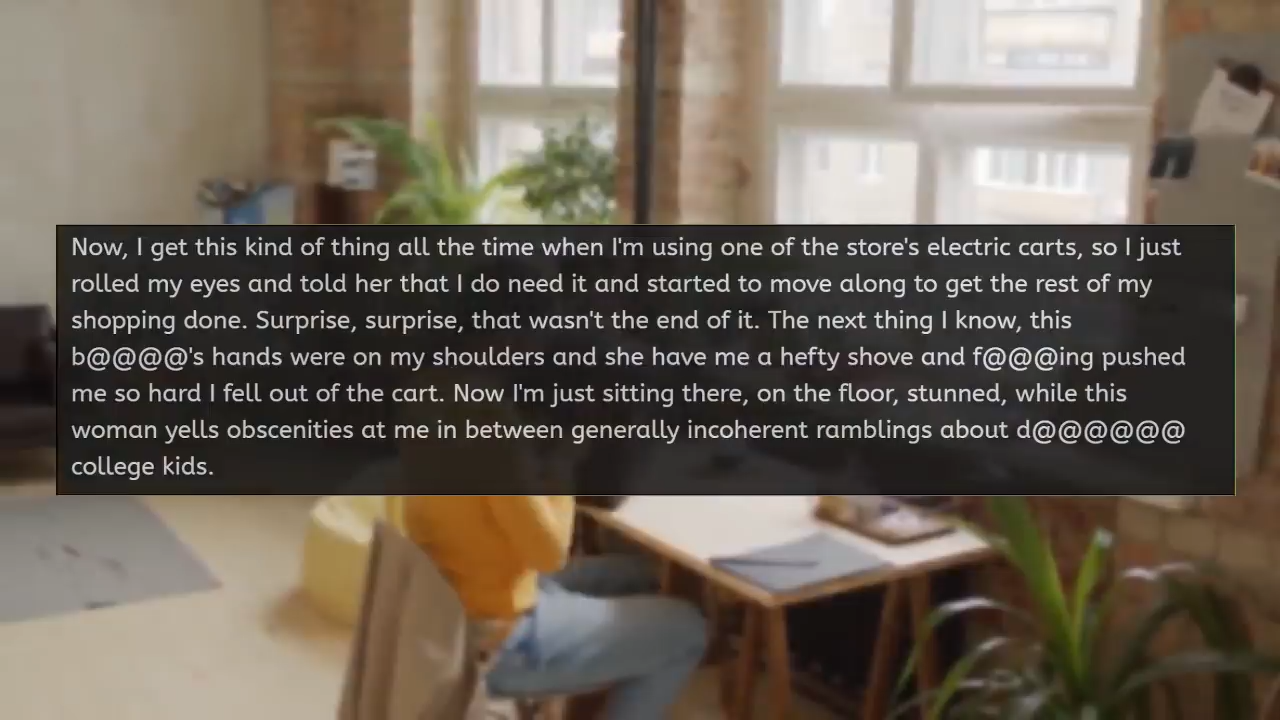 Now, I get this kind of thing all the time when I'm using one of the store's electric carts, so I just
rolled my eyes and told her that I do need it and started to move along to get the rest of my
shopping done. Surprise, surprise, that wasn't the end of it. The next thing I know, this
b@@@@'s hands were on my shoulders and she have me a hefty shove and f@@@ing pushed
me so hard I fell out of the cart. Now I'm just sitting there, on the floor, stunned, while this
woman yells obscenities at me in between generally incoherent ramblings about d@@@@@@
college kids.